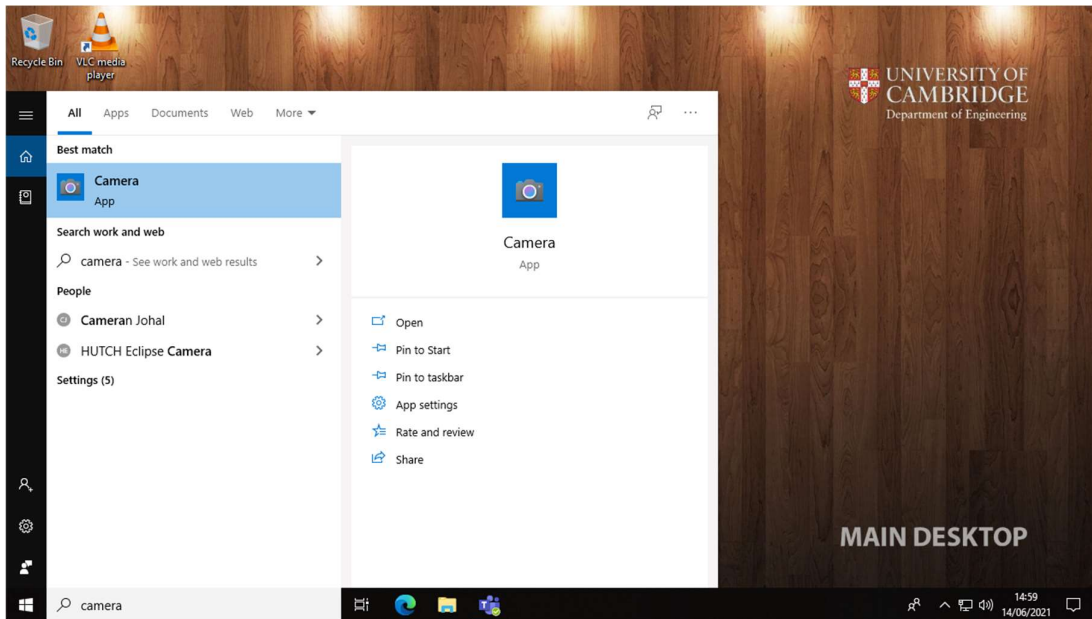 Recycle Bin
VLC media
player
UNIVERSITY OF
CAMBRIDGE
Department of Engineering
All Apps Documents Web More
Best match
Camera
App
Search work and web
camera - See work and web results
People
CJ Cameran Johal
HE HUTCH Eclipse Camera
Settings (5)
Camera
App
Open
Pin to Start
Pin to taskbar
App settings
Rate and review
Share
MAIN DESKTOP
camera
14:59
14/06/2021